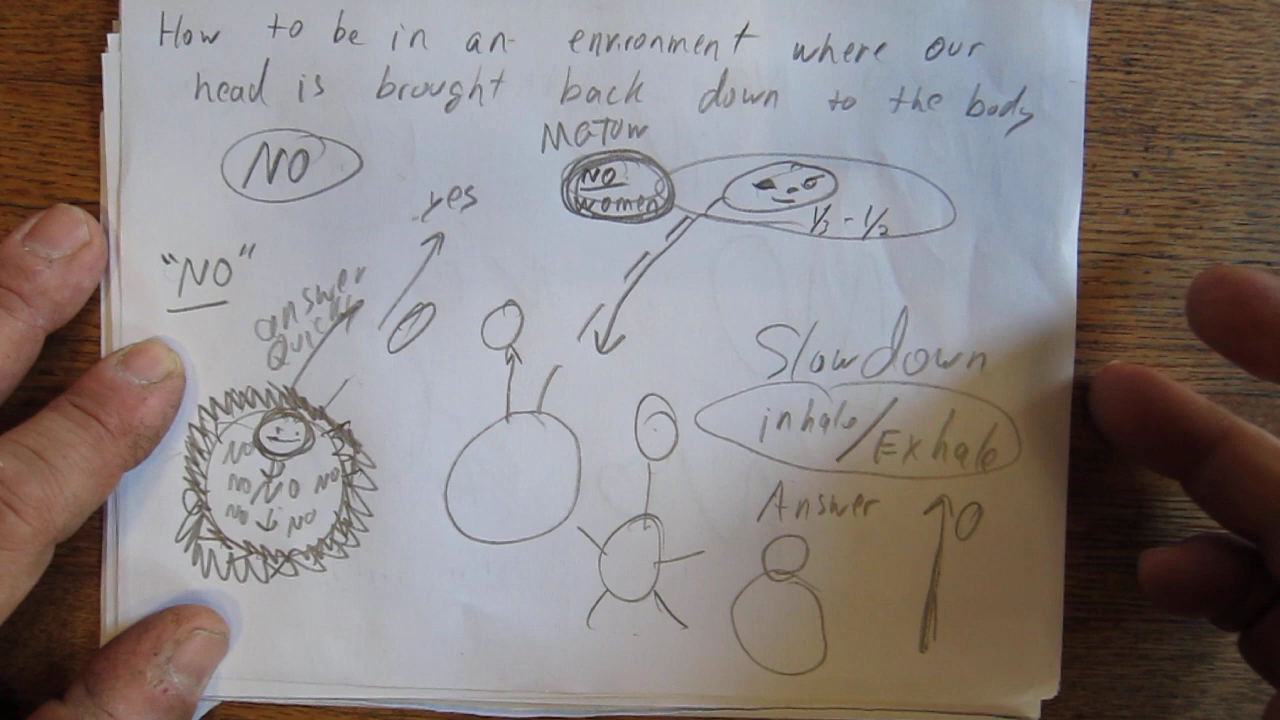 How to be in an environment where our
head is brought back down to the body
NO
MaTUW
NO
women
1/3 - 1/2
yes
"NO"
answer
Quick
NO
NO NO NO
NO NO
Slowdown
inhale/Exhale
Answer